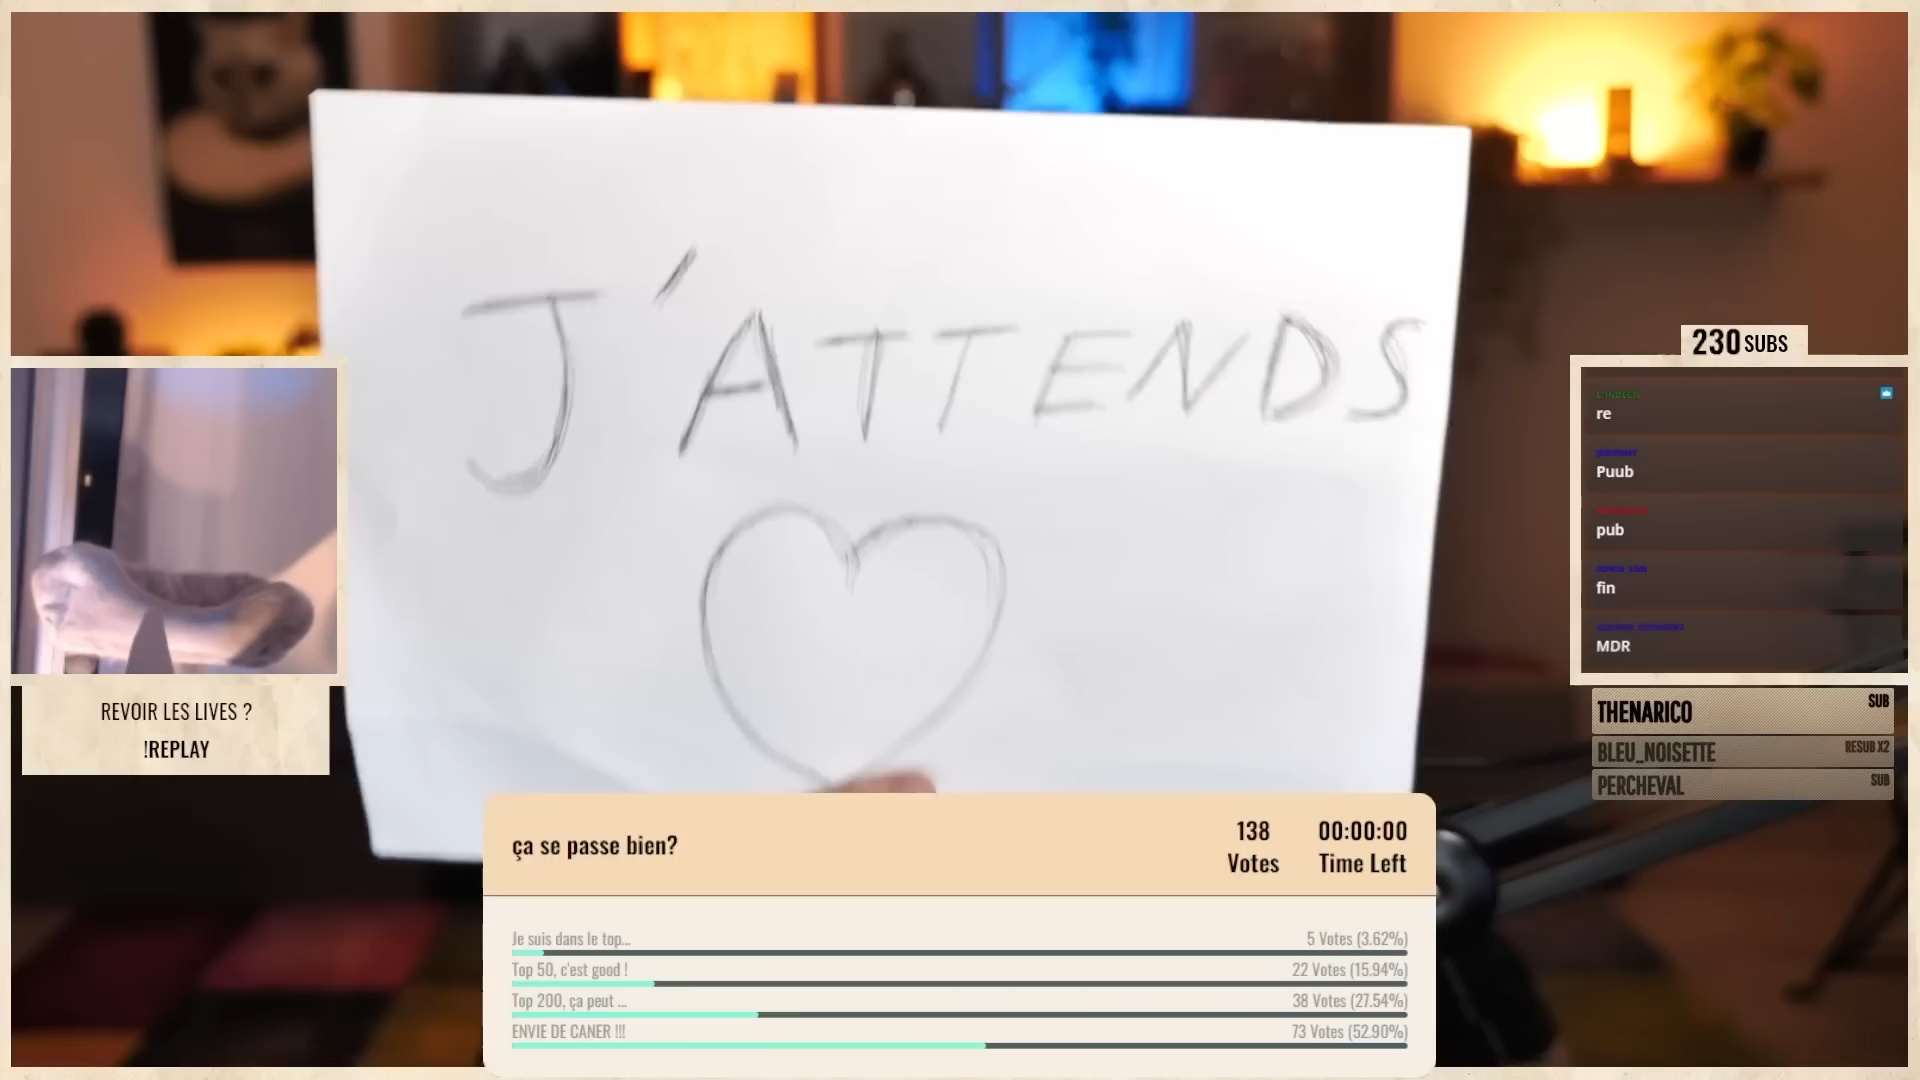 J'ATTENDS
230 SUBS
re
Puub
pub
fin
MDR
REVOIR LES LIVES ?
!REPLAY
THENARICO SUB
BLEU_NOISETTE RESUB X2
PERCHEVAL SUB
ça se passe bien?
138 Votes
00:00:00 Time Left
Je suis dans le top... 5 Votes (3.62%)
Top 50, c'est good ! 22 Votes (15.94%)
Top 200, ça peut ... 38 Votes (27.54%)
ENVIE DE CANER !!! 73 Votes (52.90%)